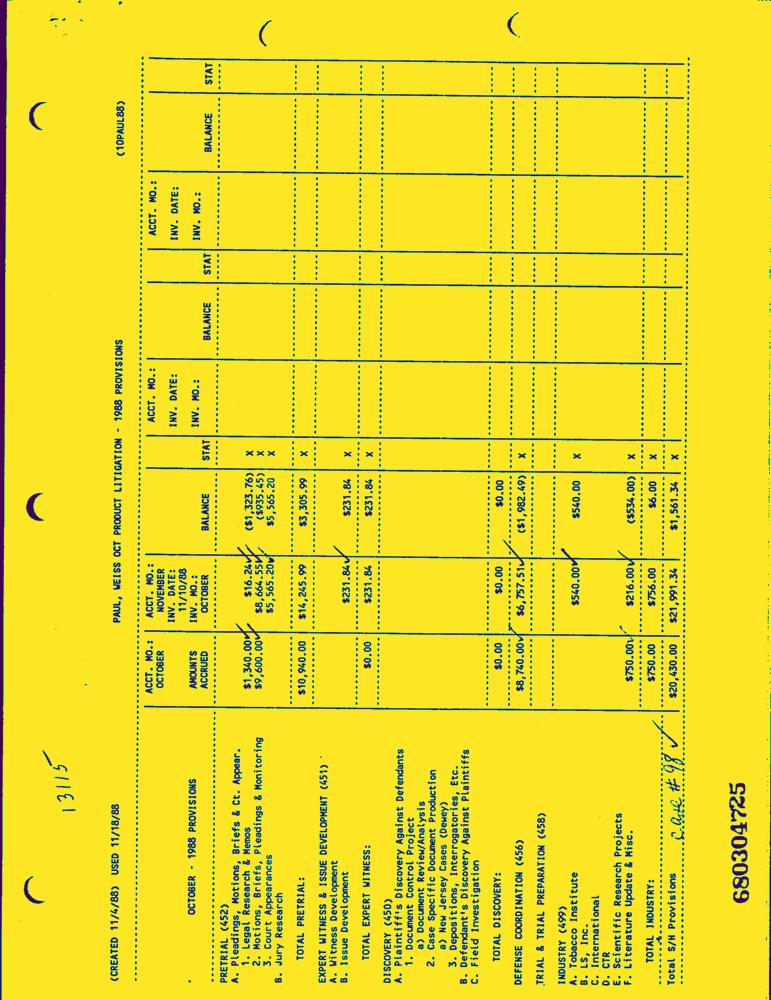 13115
(CREATED 11/4/88) USED 11/18/88
PAUL, WEISS OCT PRODUCT LITIGATION - 1988 PROVISIONS
(10PAUL88)
OCTOBER - 1988 PROVISIONS
ACCT. MO.: OCTOBER AMOUNTS ACCRUED
ACCT. MO.: NOVEMBER INV. DATE: 11/10/88 INV. MO.: OCTOBER
BALANCE STAT
ACCT. MO.: INV. DATE: INV. MO.: BALANCE STAT
ACCT. MO.: INV. DATE: INV. MO.: BALANCE STAT
PRETRIAL (452)
A. Pleadings, Motions, Briefs & Ct. Appear.
1. Legal Research & Memos $1,340.00 $16.24 ($1,323.76) X
2. Motions, Briefs, Pleadings & Monitoring $9,600.00 $8,664.55 ($935.45) X
3. Court Appearances $5,565.20 $5,565.20 X
B. Jury Research
TOTAL PRETRIAL: $10,940.00 $14,245.99 $3,305.99 X
EXPERT WITNESS & ISSUE DEVELOPMENT (451)
A. Witness Development
B. Issue Development $231.84 $231.84 X
TOTAL EXPERT WITNESS: $0.00 $231.84 $231.84 X
DISCOVERY (450)
A. Plaintiff's Discovery Against Defendants
1. Document Control Project
a) Document Review/Analysis
2. Case Specific Document Production
a) New Jersey Cases (Dewey)
3. Depositions, Interrogatories, Etc.
B. Defendant's Discovery Against Plaintiffs
C. Field Investigation
TOTAL DISCOVERY: $0.00 $0.00 $0.00
DEFENSE COORDINATION (456) $8,740.00 $6,757.51 ($1,982.49) X
TRIAL & TRIAL PREPARATION (458)
INDUSTRY (499)
A. Tobacco Institute $540.00 $540.00 X
B. LS, Inc.
C. International
D. CTR
E. Scientific Research Projects
F. Literature Update & Misc. $750.00 $216.00 ($534.00) X
TOTAL INDUSTRY: $750.00 $756.00 $6.00 X
Total S/H Provisions $20,430.00 $21,991.34 $1,561.34 X
# 98
680304725